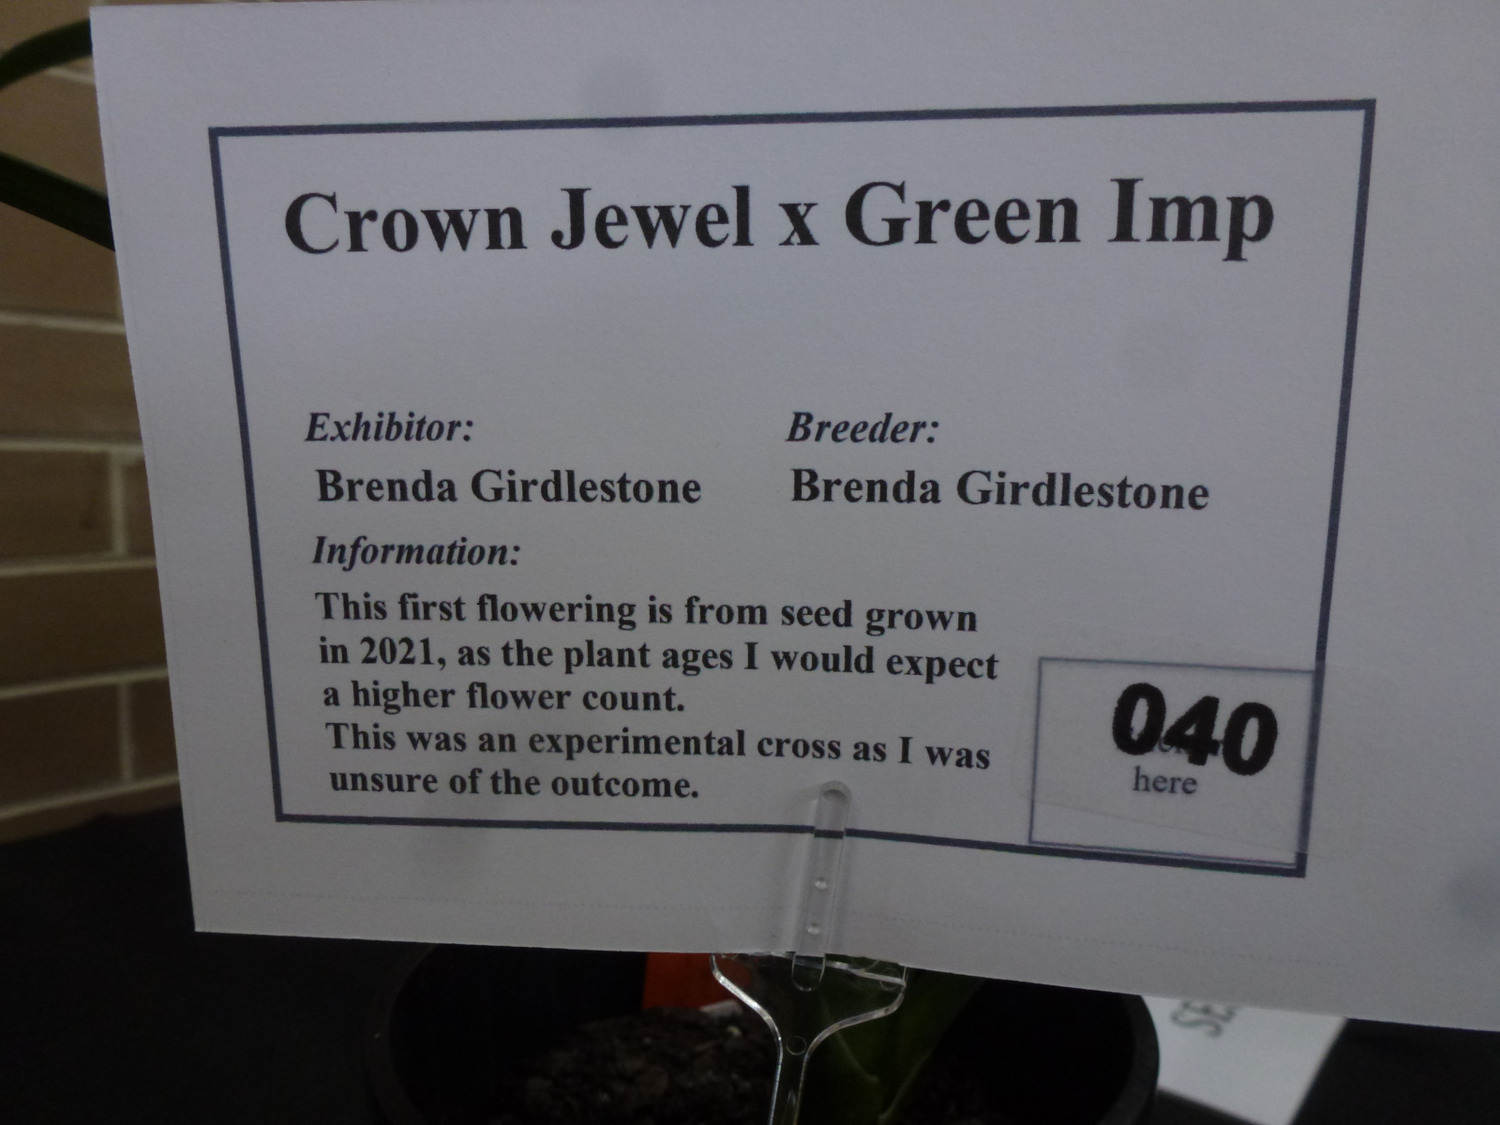 Crown Jewel x Green Imp
Exhibitor:
Breeder:
Brenda Girdlestone
Brenda Girdlestone
Information:
This first flowering is from seed grown
in 2021, as the plant ages I would expect
a higher flower count.
This was an experimental cross as I was
unsure of the outcome.
040
here